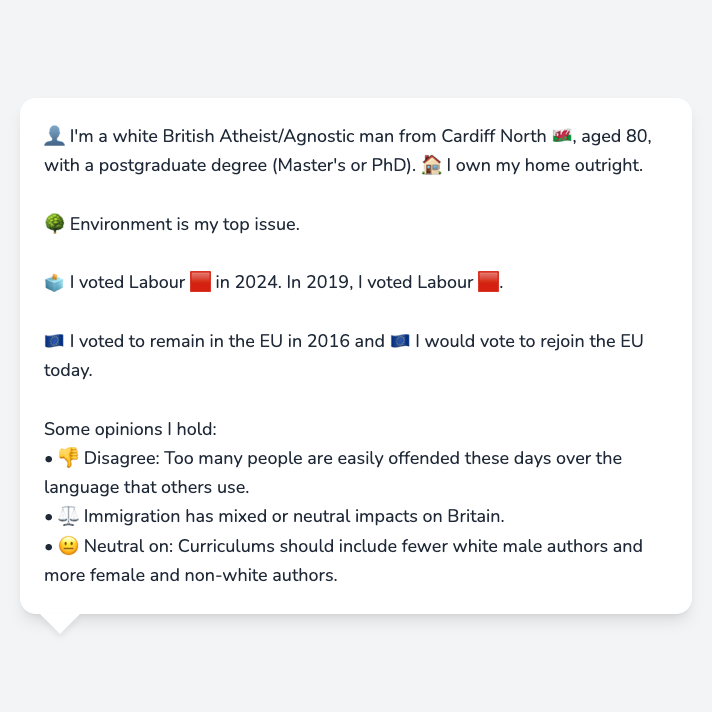 👤 I'm a white British Atheist/Agnostic man from Cardiff North 🏴󠁧󠁢󠁷󠁬󠁳󠁿, aged 80,
with a postgraduate degree (Master's or PhD). 🏠 I own my home outright.
🌳 Environment is my top issue.
🗳️ I voted Labour 🟥 in 2024. In 2019, I voted Labour 🟥.
🇪🇺 I voted to remain in the EU in 2016 and 🇪🇺 I would vote to rejoin the EU
today.
Some opinions I hold:
• 👎 Disagree: Too many people are easily offended these days over the
language that others use.
• ⚖️ Immigration has mixed or neutral impacts on Britain.
• 😐 Neutral on: Curriculums should include fewer white male authors and
more female and non-white authors.